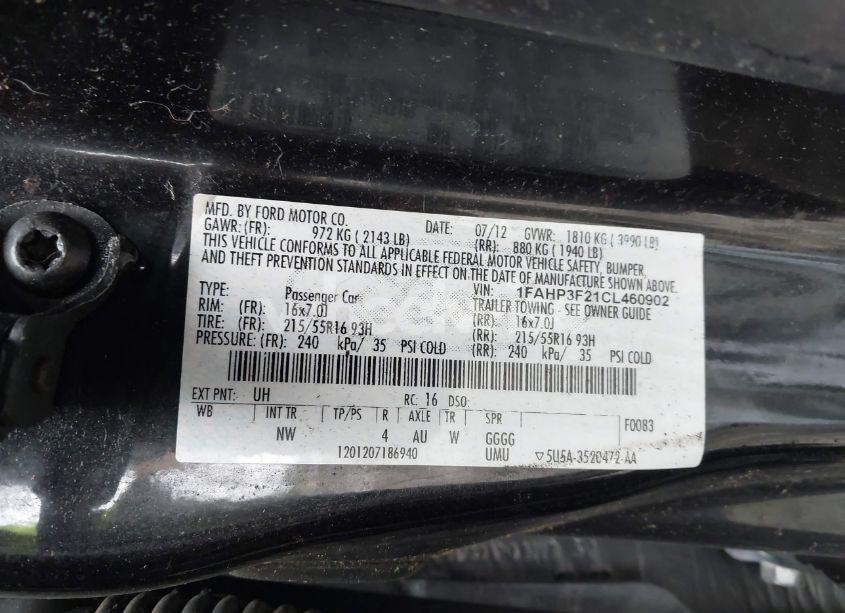 MFD. BY FORD MOTOR CO. DATE: 07/12 GVWR: 1810 KG ( 3990 LB)
GAWR: (FR): 972 KG ( 2143 LB) (RR): 880 KG ( 1940 LB)
THIS VEHICLE CONFORMS TO ALL APPLICABLE FEDERAL MOTOR VEHICLE SAFETY, BUMPER,
AND THEFT PREVENTION STANDARDS IN EFFECT ON THE DATE OF MANUFACTURE SHOWN ABOVE.
VIN: 1FAHP3F21CL460902
TYPE: Passenger Car TRAILER TOWING - SEE OWNER GUIDE
RIM: (FR): 16x7.0J (RR): 16x7.0J
TIRE: (FR): 215/55R16 93H (RR): 215/55R16 93H
PRESSURE: (FR): 240 kPa/ 35 PSI COLD (RR): 240 kPa/ 35 PSI COLD
EXT PNT: UH RC: 16 DSO:
WB INT TR TP/PS R AXLE TR SPR F0083
NW 4 AU W GGGG
1201207186940 UMU ▽5U5A-3520472-AA